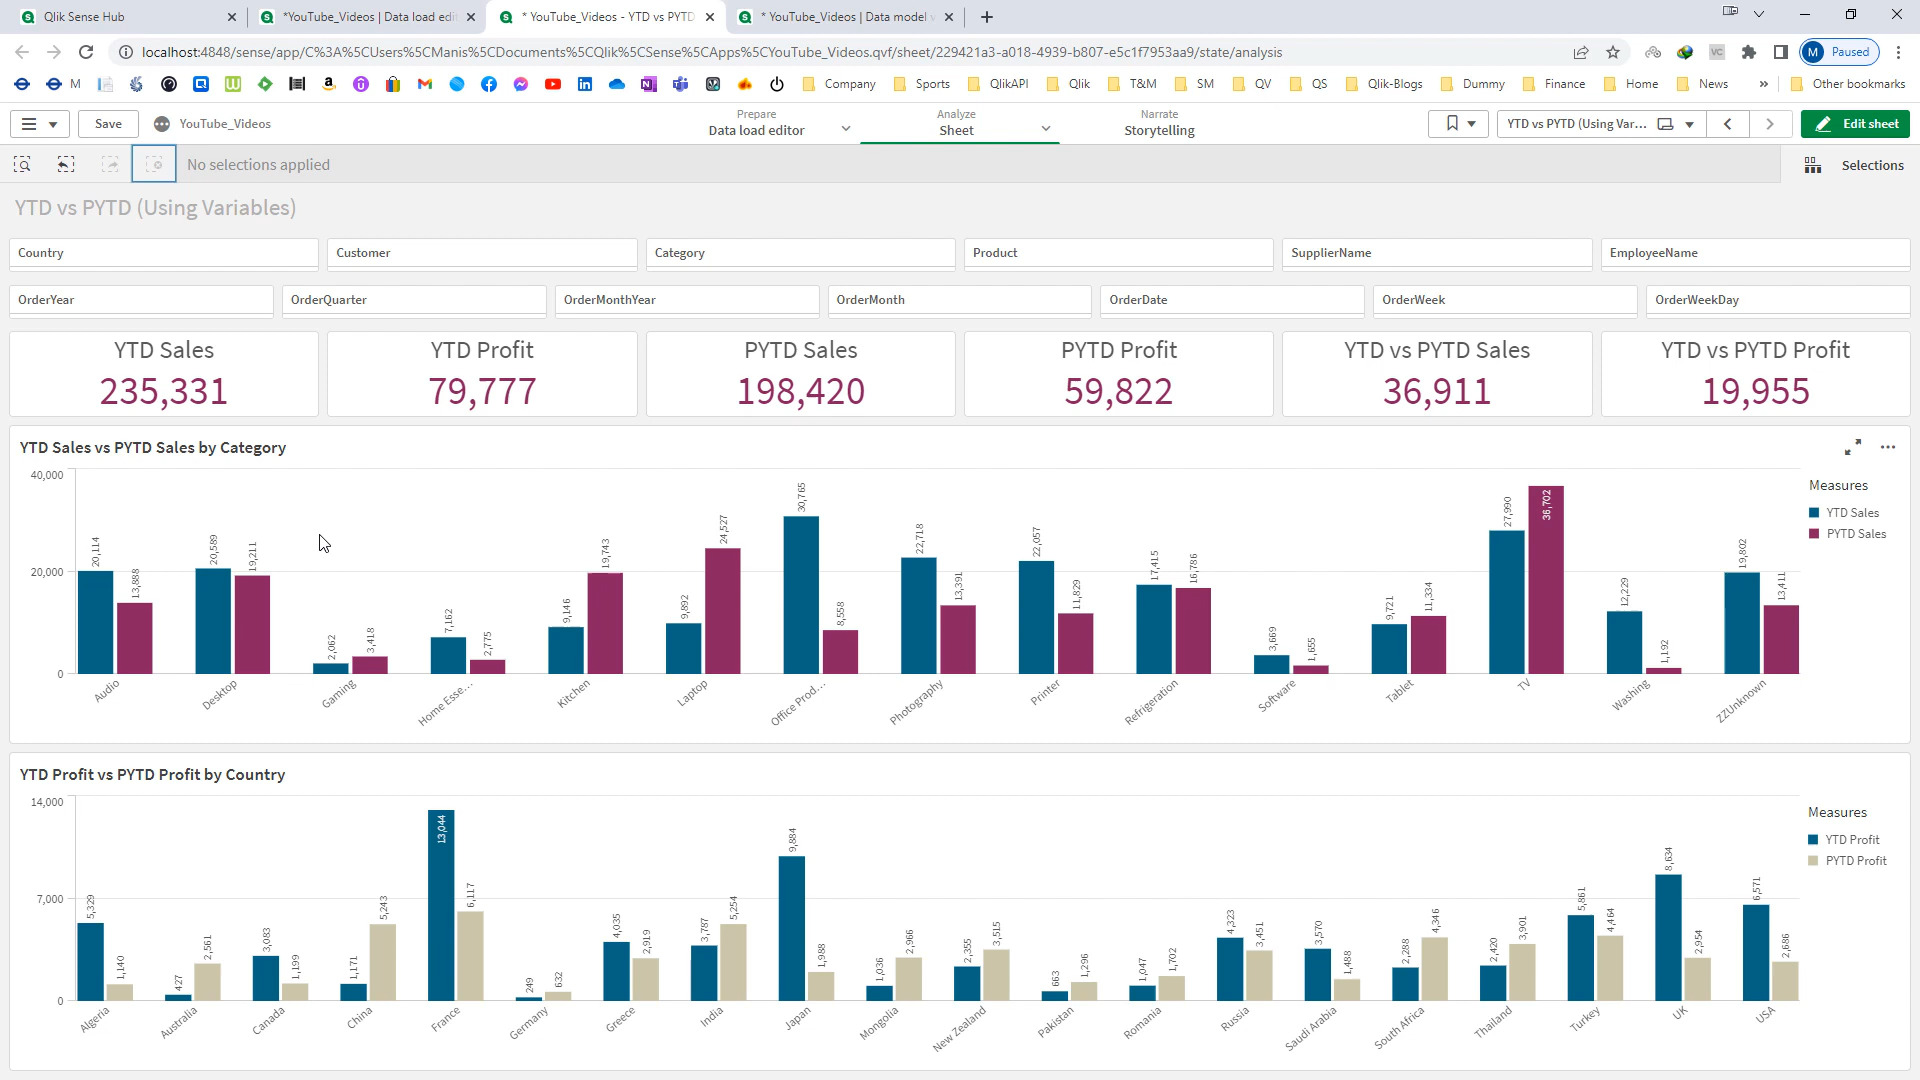 Qlik Sense Hub
*YouTube_Videos | Data load edi
* YouTube_Videos - YTD vs PYTD
* YouTube_Videos | Data model v
localhost:4848/sense/app/C%3A%5CUsers%5CManis%5CDocuments%5CQlik%5CSense%5CApps%5CYouTube_Videos.qvf/sheet/229421a3-a018-4939-b807-e5c1f7953aa9/state/analysis
VC
M
Paused
M
Company
Sports
QlikAPI
Qlik
T&M
SM
QV
QS
Qlik-Blogs
Dummy
Finance
Home
News
»
Other bookmarks
Save
YouTube_Videos
Prepare
Data load editor
Analyze
Sheet
Narrate
Storytelling
YTD vs PYTD (Using Var...
Edit sheet
No selections applied
Selections
YTD vs PYTD (Using Variables)
Country
Customer
Category
Product
SupplierName
EmployeeName
OrderYear
OrderQuarter
OrderMonthYear
OrderMonth
OrderDate
OrderWeek
OrderWeekDay
YTD Sales
235,331
YTD Profit
79,777
PYTD Sales
198,420
PYTD Profit
59,822
YTD vs PYTD Sales
36,911
YTD vs PYTD Profit
19,955
YTD Sales vs PYTD Sales by Category
40,000
20,000
0
20,114
13,888
20,589
19,211
2,062
3,418
7,162
2,775
9,146
19,743
9,892
24,527
30,765
8,558
22,718
13,391
22,057
11,829
17,415
16,786
3,669
1,655
9,721
11,334
27,990
36,702
12,229
1,192
19,802
13,411
Audio
Desktop
Gaming
Home Esse...
Kitchen
Laptop
Office Prod...
Photography
Printer
Refrigeration
Software
Tablet
TV
Washing
ZZUnknown
Measures
YTD Sales
PYTD Sales
YTD Profit vs PYTD Profit by Country
14,000
7,000
0
5,329
1,140
427
2,561
3,083
1,199
1,171
5,243
13,044
6,117
249
632
4,035
2,919
3,787
5,254
9,884
1,988
1,036
2,966
2,355
3,515
663
1,296
1,047
1,702
4,323
3,451
3,570
1,488
2,288
4,346
2,420
3,901
5,861
4,464
8,634
2,954
6,571
2,686
Algeria
Australia
Canada
China
France
Germany
Greece
India
Japan
Mongolia
New Zealand
Pakistan
Romania
Russia
Saudi Arabia
South Africa
Thailand
Turkey
UK
USA
Measures
YTD Profit
PYTD Profit